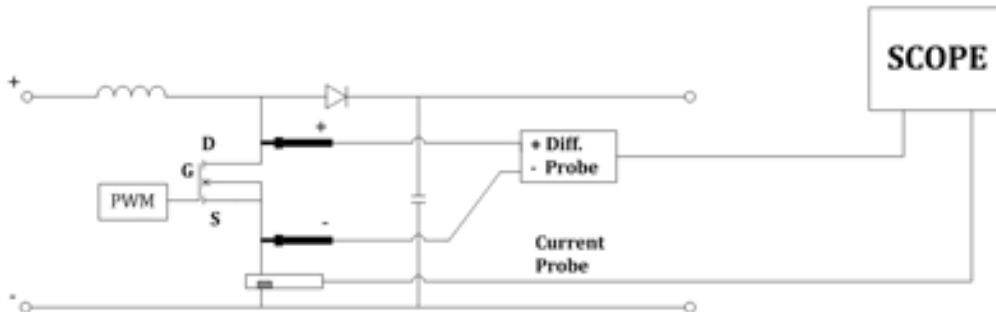 SCOPE
+
+
D
+ Diff.
- Probe
G
PWM
S
-
Current
Probe
-